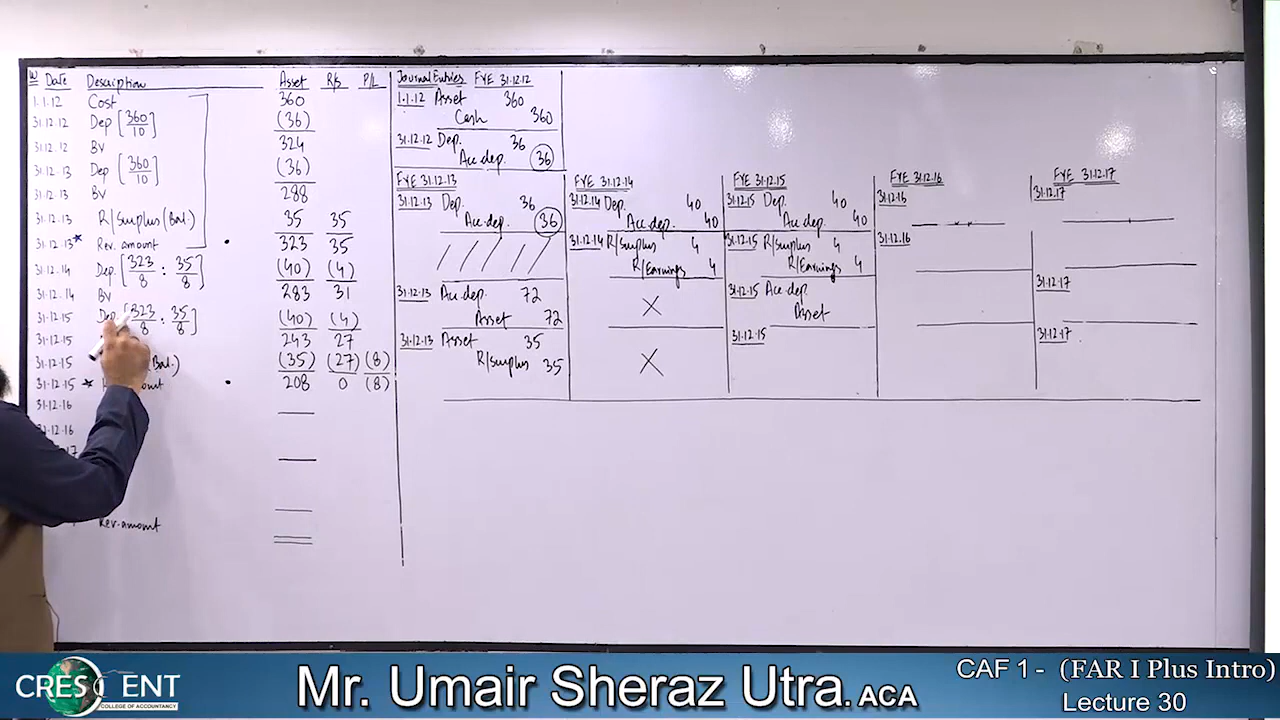 W Date Description Asset R/S P/L
1.1.12 Cost 360
31.12.12 Dep [360/10] (36)
31.12.12 BV 324
31.12.13 Dep [360/10] (36)
31.12.13 BV 288
31.12.13 R/Surplus (Bal.) 35 35
31.12.13* Rev. amount 323 35
31.12.14 Dep. [323/8 : 35/8] (40) (4)
31.12.14 BV 283 31
31.12.15 Dep [323/8 : 35/8] (40) (4)
31.12.15 243 27
31.12.15 Bal.) (35) (27) (8)
31.12.15 * 208 0 (8)
31.12.16
31.12.16
Rev. amount
Journal Entries FYE 31.12.12
1.1.12 Asset 360
Cash 360
31.12.12 Dep. 36
Acc.dep. 36
FYE 31.12.13
31.12.13 Dep. 36
Acc.dep. 36
31.12.13 Acc.dep. 72
Asset 72
31.12.13 Asset 35
R/Surplus 35
FYE 31.12.14
31.12.14 Dep. 40
Acc.dep. 40
31.12.14 R/Surplus 4
R/Earnings 4
X
X
FYE 31.12.15
31.12.15 Dep. 40
Acc.dep. 40
31.12.15 R/Surplus 4
R/Earnings 4
31.12.15 Acc.dep
Asset
31.12.15
FYE 31.12.16
31.12.16
31.12.16
FYE 31.12.17
31.12.17
31.12.17
31.12.17
CRESCENT
COLLEGE OF ACCOUNTANCY
Mr. Umair Sheraz Utra. ACA
CAF 1 - (FAR I Plus Intro)
Lecture 30